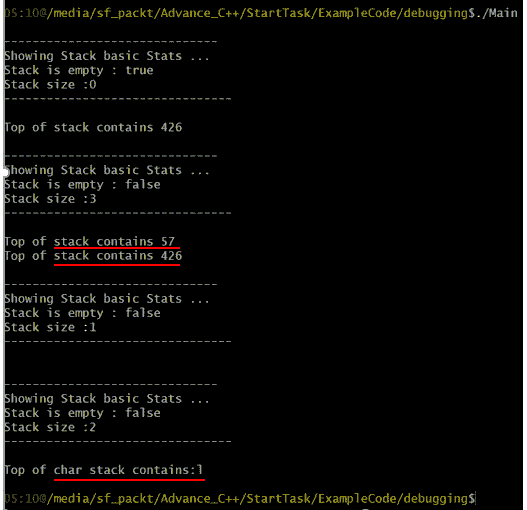 05:10@/media/sf_packt/Advance_C++/StartTask/ExampleCode/debugging$./Main
------------------------------
Showing Stack basic Stats ...
Stack is empty : true
Stack size :0
--------------------------------
Top of stack contains 426
------------------------------
Showing Stack basic Stats ...
Stack is empty : false
Stack size :3
--------------------------------
Top of stack contains 57
Top of stack contains 426
------------------------------
Showing Stack basic Stats ...
Stack is empty : false
Stack size :1
--------------------------------
------------------------------
Showing Stack basic Stats ...
Stack is empty : false
Stack size :2
--------------------------------
Top of char stack contains:l
05:10@/media/sf_packt/Advance_C++/StartTask/ExampleCode/debugging$